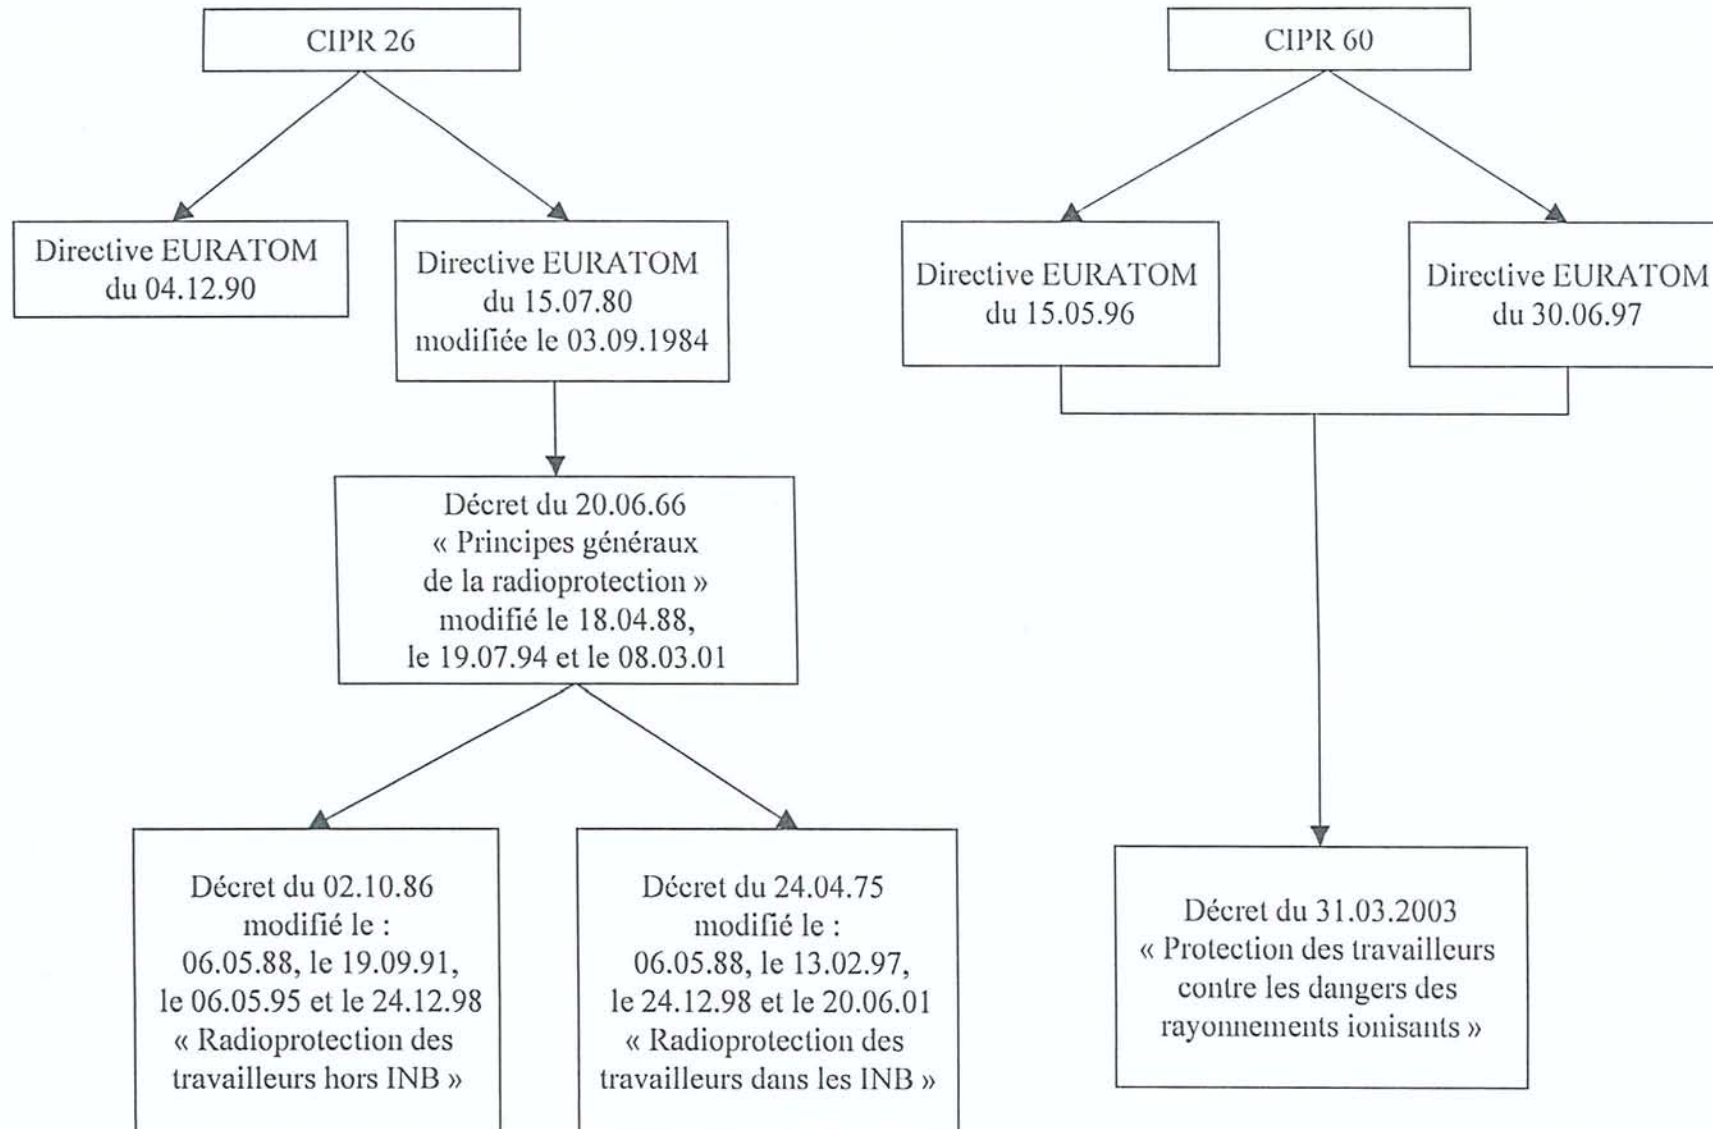 CIPR 26
CIPR 60
Directive EURATOM
du 04.12.90
Directive EURATOM
du 15.07.80
modifiée le 03.09.1984
Directive EURATOM
du 15.05.96
Directive EURATOM
du 30.06.97
Décret du 20.06.66
« Principes généraux
de la radioprotection »
modifié le 18.04.88,
le 19.07.94 et le 08.03.01
Décret du 02.10.86
modifié le :
06.05.88, le 19.09.91,
le 06.05.95 et le 24.12.98
« Radioprotection des
travailleurs hors INB »
Décret du 24.04.75
modifié le :
06.05.88, le 13.02.97,
le 24.12.98 et le 20.06.01
« Radioprotection des
travailleurs dans les INB »
Décret du 31.03.2003
« Protection des travailleurs
contre les dangers des
rayonnements ionisants »